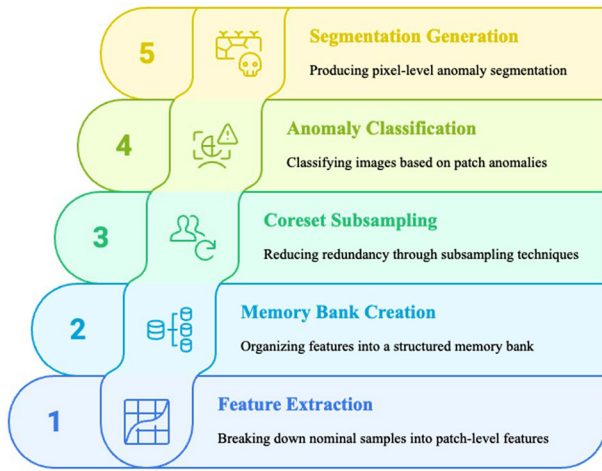 5
Segmentation Generation
Producing pixel-level anomaly segmentation
4
Anomaly Classification
Classifying images based on patch anomalies
3
Coreset Subsampling
Reducing redundancy through subsampling techniques
2
Memory Bank Creation
Organizing features into a structured memory bank
1
Feature Extraction
Breaking down nominal samples into patch-level features